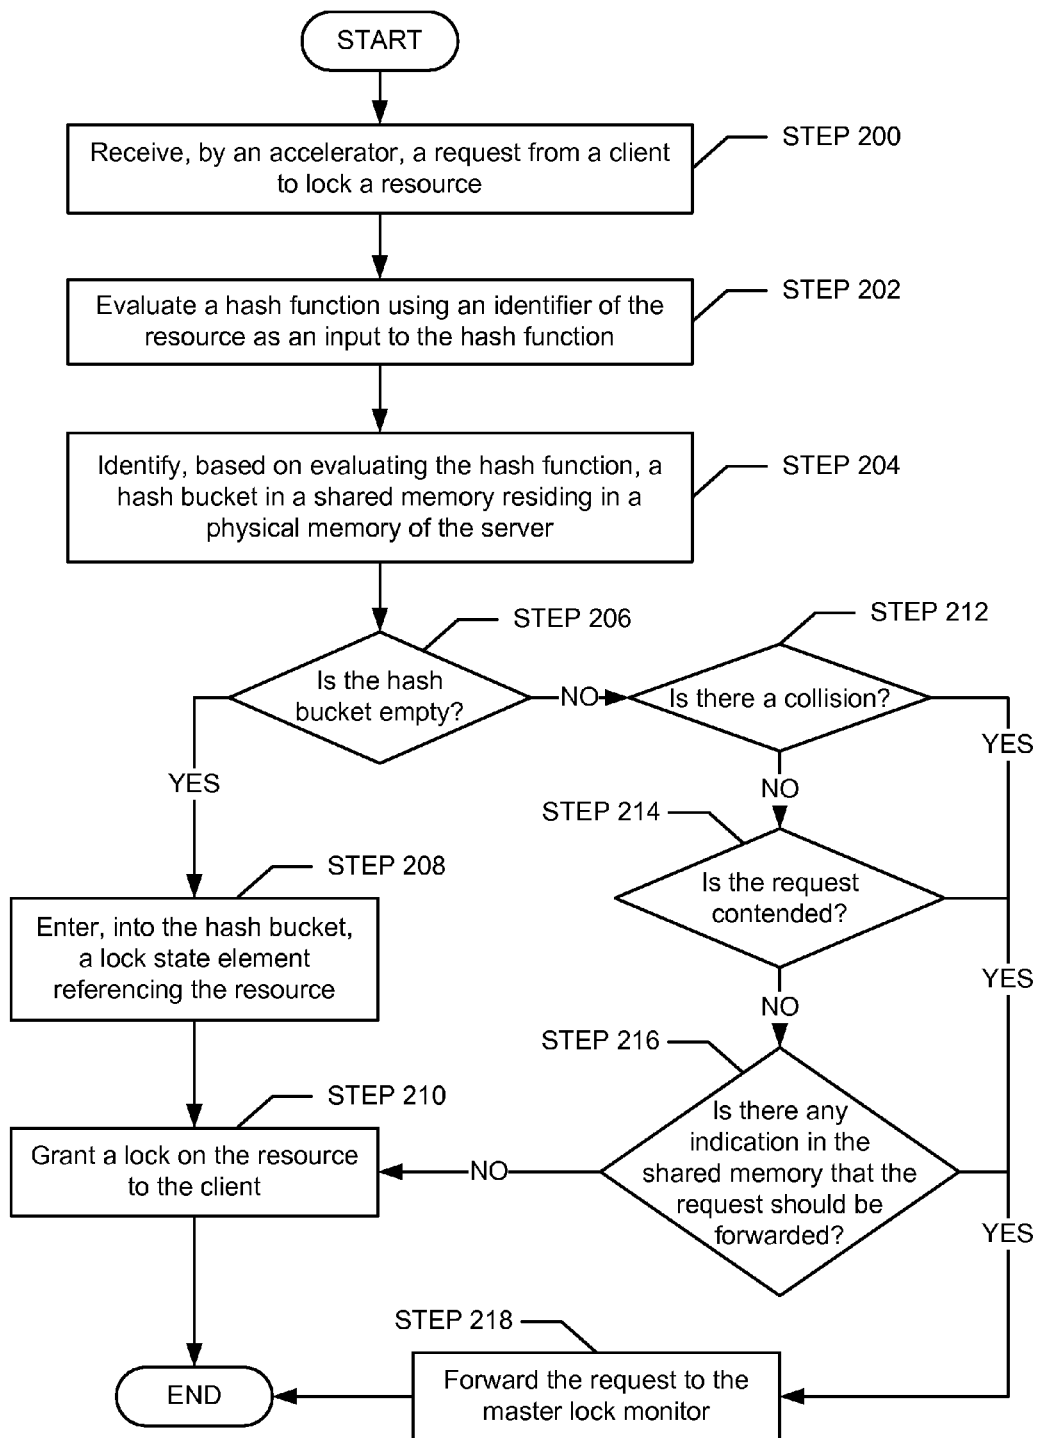 START
Receive, by an accelerator, a request from a client
to lock a resource
STEP 200
Evaluate a hash function using an identifier of the
resource as an input to the hash function
STEP 202
Identify, based on evaluating the hash function, a
hash bucket in a shared memory residing in a
physical memory of the server
STEP 204
STEP 206
Is the hash
bucket empty?
NO
STEP 212
Is there a collision?
YES
YES
NO
STEP 214
Is the request
contended?
YES
STEP 208
Enter, into the hash bucket,
a lock state element
referencing the resource
NO
STEP 216
Is there any
indication in the
shared memory that the
request should be
forwarded?
YES
NO
STEP 210
Grant a lock on the resource
to the client
STEP 218
Forward the request to the
master lock monitor
END